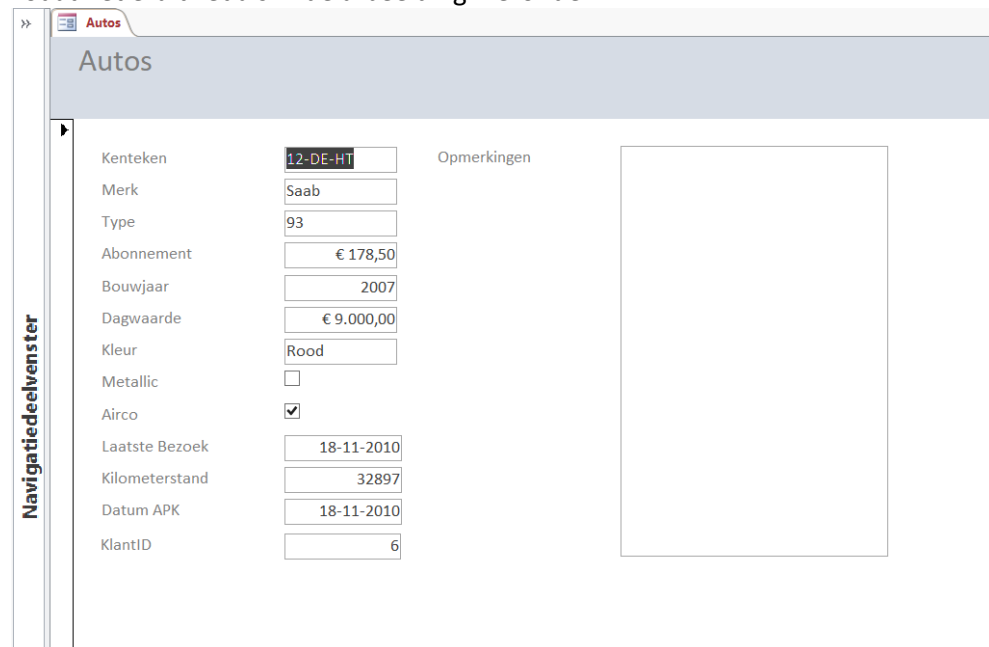 »
Autos
Autos
Kenteken 12-DE-HT Opmerkingen
Merk Saab
Type 93
Abonnement € 178,50
Bouwjaar 2007
Dagwaarde € 9.000,00
Kleur Rood
Metallic
Airco
Laatste Bezoek 18-11-2010
Kilometerstand 32897
Datum APK 18-11-2010
KlantID 6
Navigatiedeelvenster